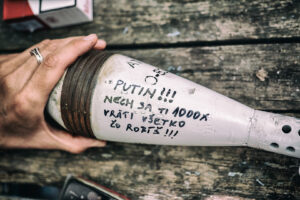 PUTIN!!!
NECH SA TI 1000X
VRÁTI VŠETKO
ČO ROBÍŠ!!!